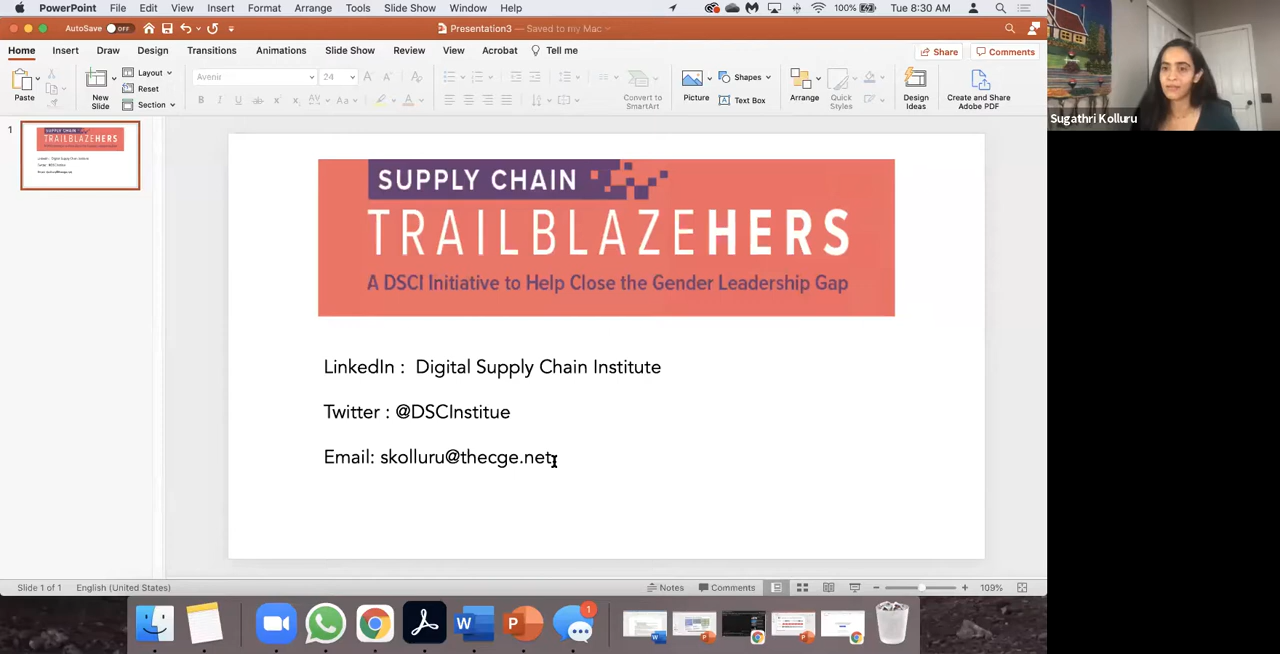 PowerPoint File Edit View Insert Format Arrange Tools Slide Show Window Help 100% Tue 8:30 AM
AutoSave OFF Presentation3 — Saved to my Mac
Home Insert Draw Design Transitions Animations Slide Show Review View Acrobat Tell me Share Comments
Paste New Slide Layout Reset Section Avenir 24 Convert to SmartArt Picture Shapes Text Box Arrange Quick Styles Design Ideas Create and Share Adobe PDF
Sugathri Kolluru
1
SUPPLY CHAIN
TRAILBLAZEHERS
A DSCI Initiative to Help Close the Gender Leadership Gap
LinkedIn : Digital Supply Chain Institute
Twitter : @DSCInstitue
Email: skolluru@thecge.net
Slide 1 of 1 English (United States) Notes Comments 109%
1